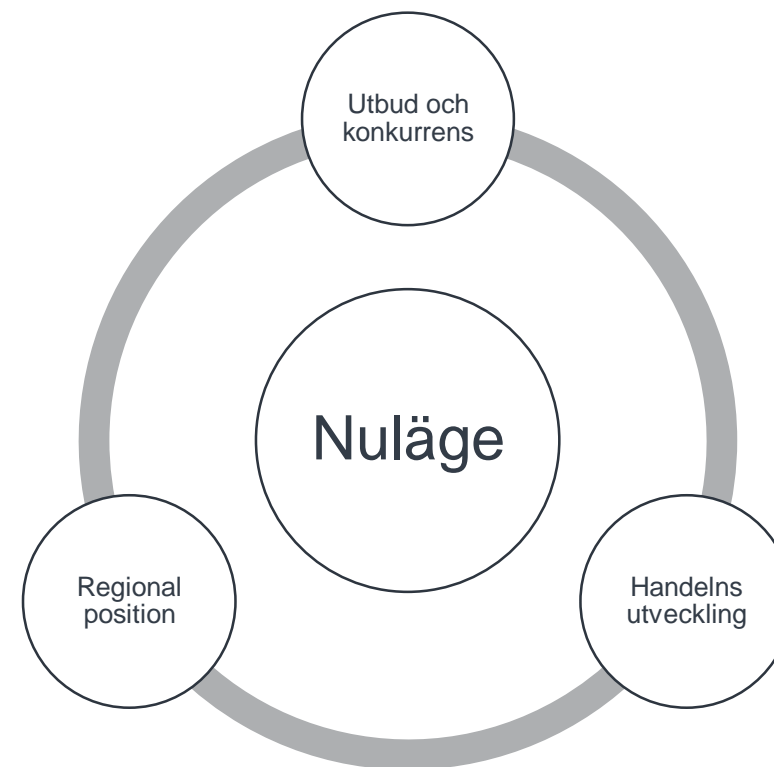 Utbud och
konkurrens
Nuläge
Regional
position
Handelns
utveckling